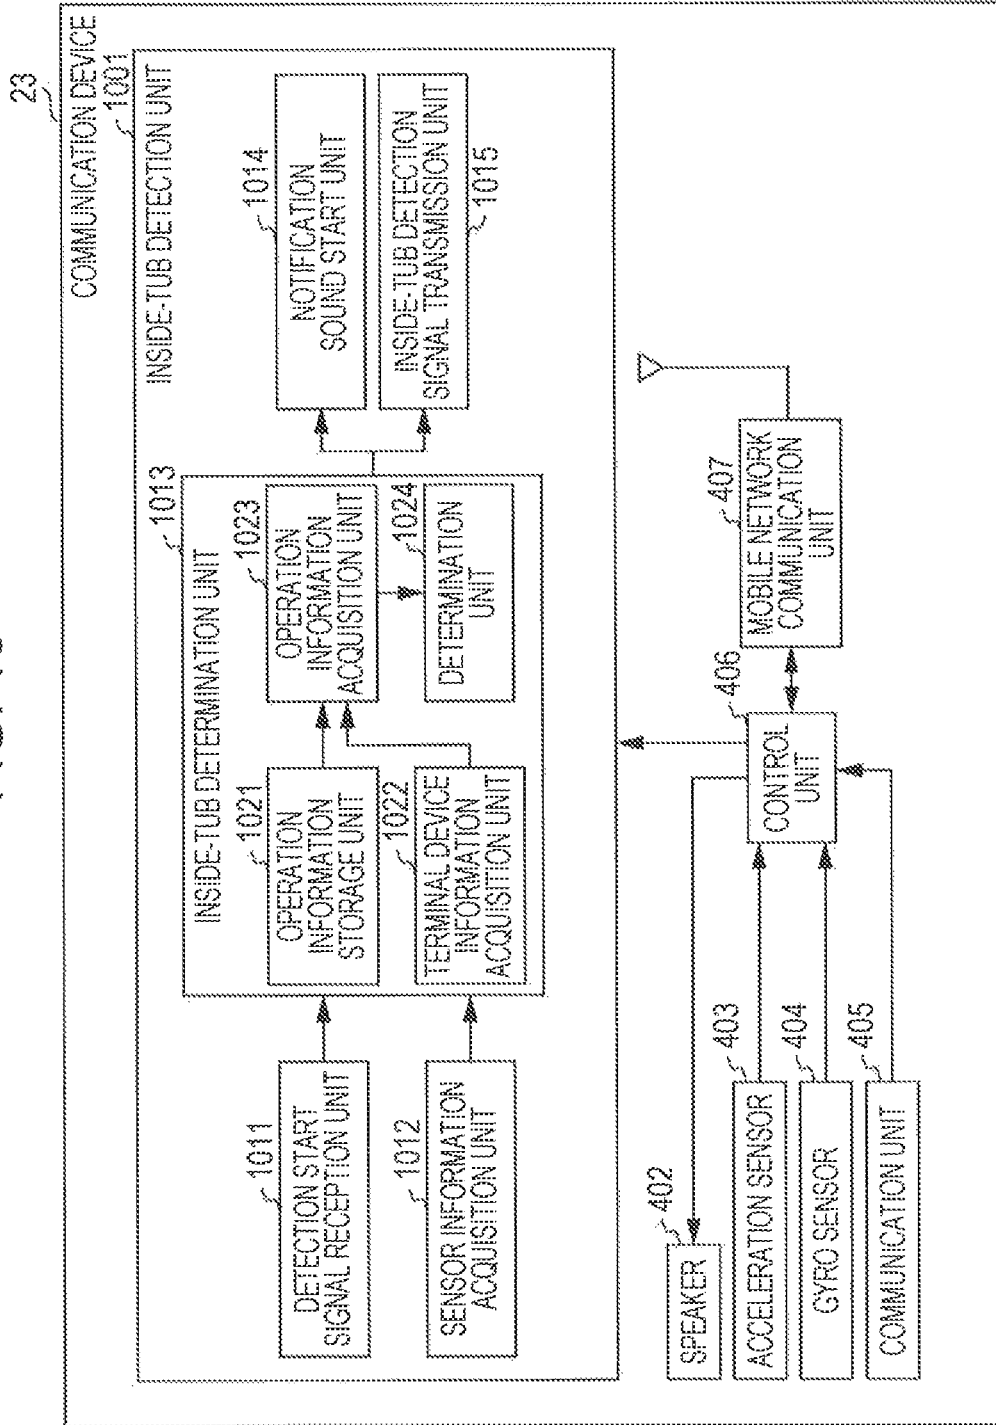 23
COMMUNICATION DEVICE
1001
INSIDE-TUB DETECTION UNIT
1011
DETECTION START
SIGNAL RECEPTION UNIT
1012
SENSOR INFORMATION
ACQUISITION UNIT
1013
INSIDE-TUB DETERMINATION UNIT
1021
OPERATION
INFORMATION
STORAGE UNIT
1022
TERMINAL DEVICE
INFORMATION
ACQUISITION UNIT
1023
OPERATION
INFORMATION
ACQUISITION UNIT
1024
DETERMINATION
UNIT
1014
NOTIFICATION
SOUND START UNIT
INSIDE-TUB DETECTION
SIGNAL TRANSMISSION UNIT
1015
402
SPEAKER
403
ACCELERATION SENSOR
404
GYRO SENSOR
405
COMMUNICATION UNIT
406
CONTROL
UNIT
407
MOBILE NETWORK
COMMUNICATION
UNIT